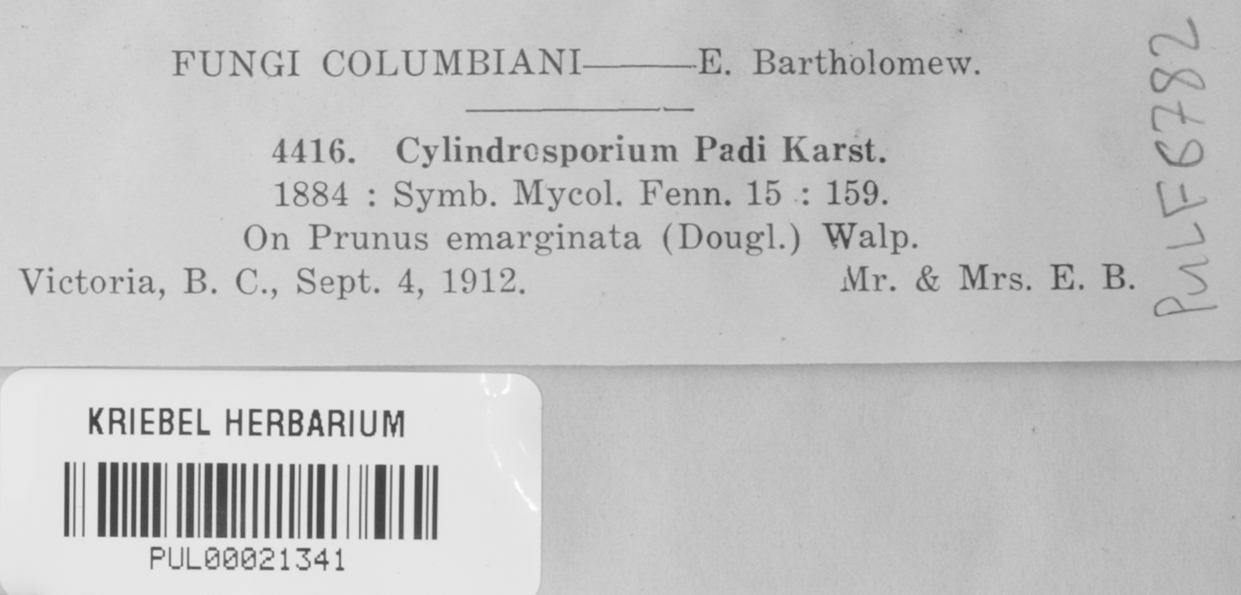 FUNGI COLUMBIANI——E. Bartholomew.
4416. Cylindrosporium Padi Karst.
1884 : Symb. Mycol. Fenn. 15 : 159.
On Prunus emarginata (Dougl.) Walp.
Victoria, B. C., Sept. 4, 1912. Mr. & Mrs. E. B.
PUL F6782
KRIEBEL HERBARIUM
PUL00021341